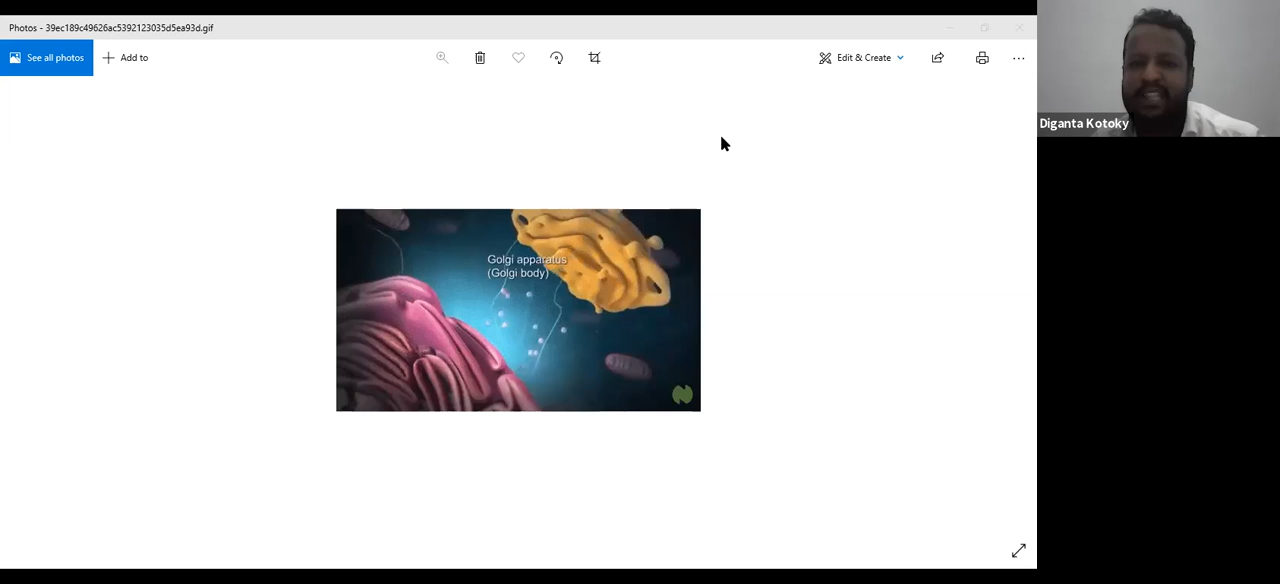 Photos - 39ec189c49626ac5392123035d5ea93d.gif
See all photos
Add to
Edit & Create
Diganta Kotoky
Golgi apparatus
(Golgi body)